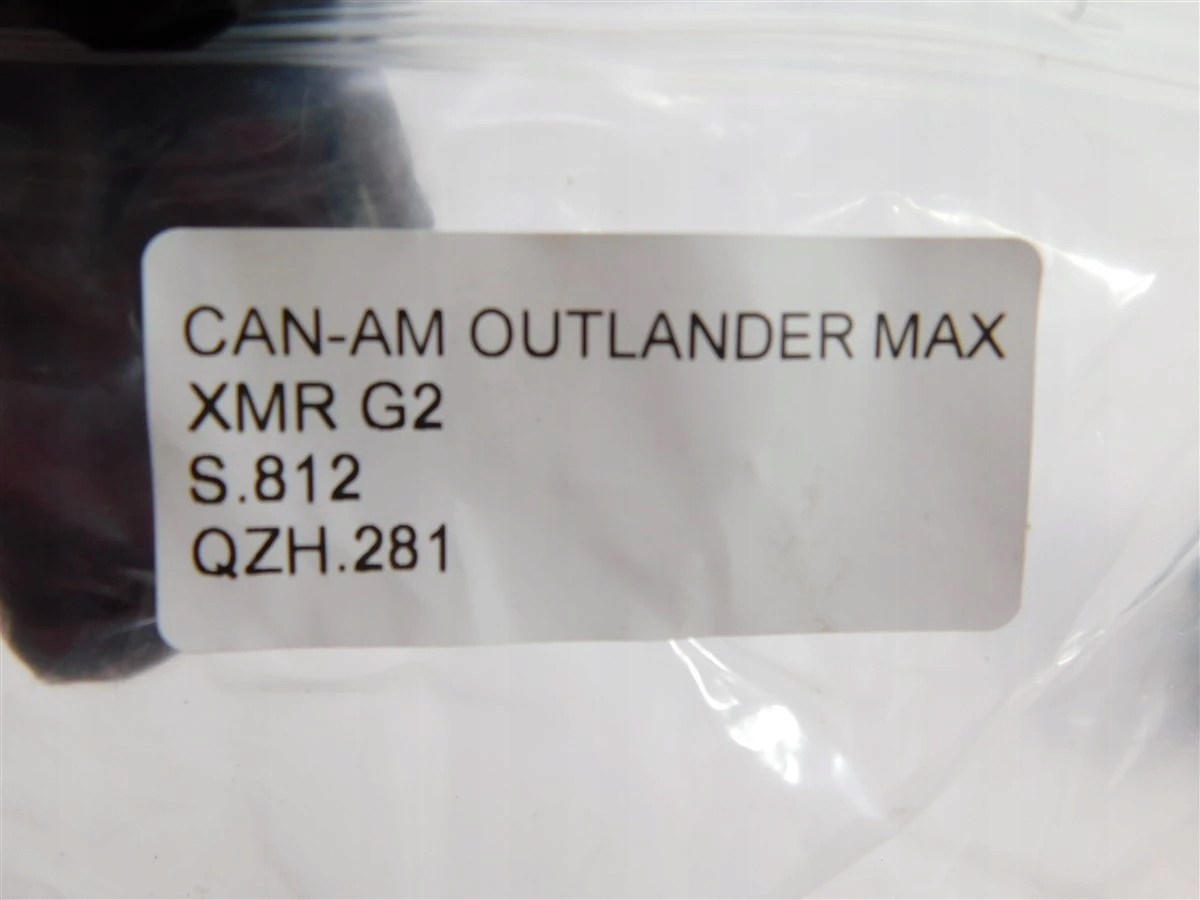 CAN-AM OUTLANDER MAX
XMR G2
S.812
QZH.281